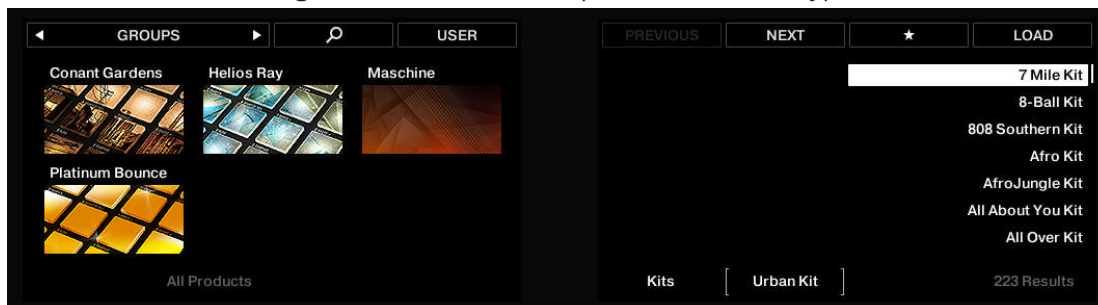 GROUPS USER PREVIOUS NEXT ★ LOAD
Conant Gardens Helios Ray Maschine
Platinum Bounce
All Products
7 Mile Kit
8-Ball Kit
808 Southern Kit
Afro Kit
AfroJungle Kit
All About You Kit
All Over Kit
Kits [ Urban Kit ] 223 Results